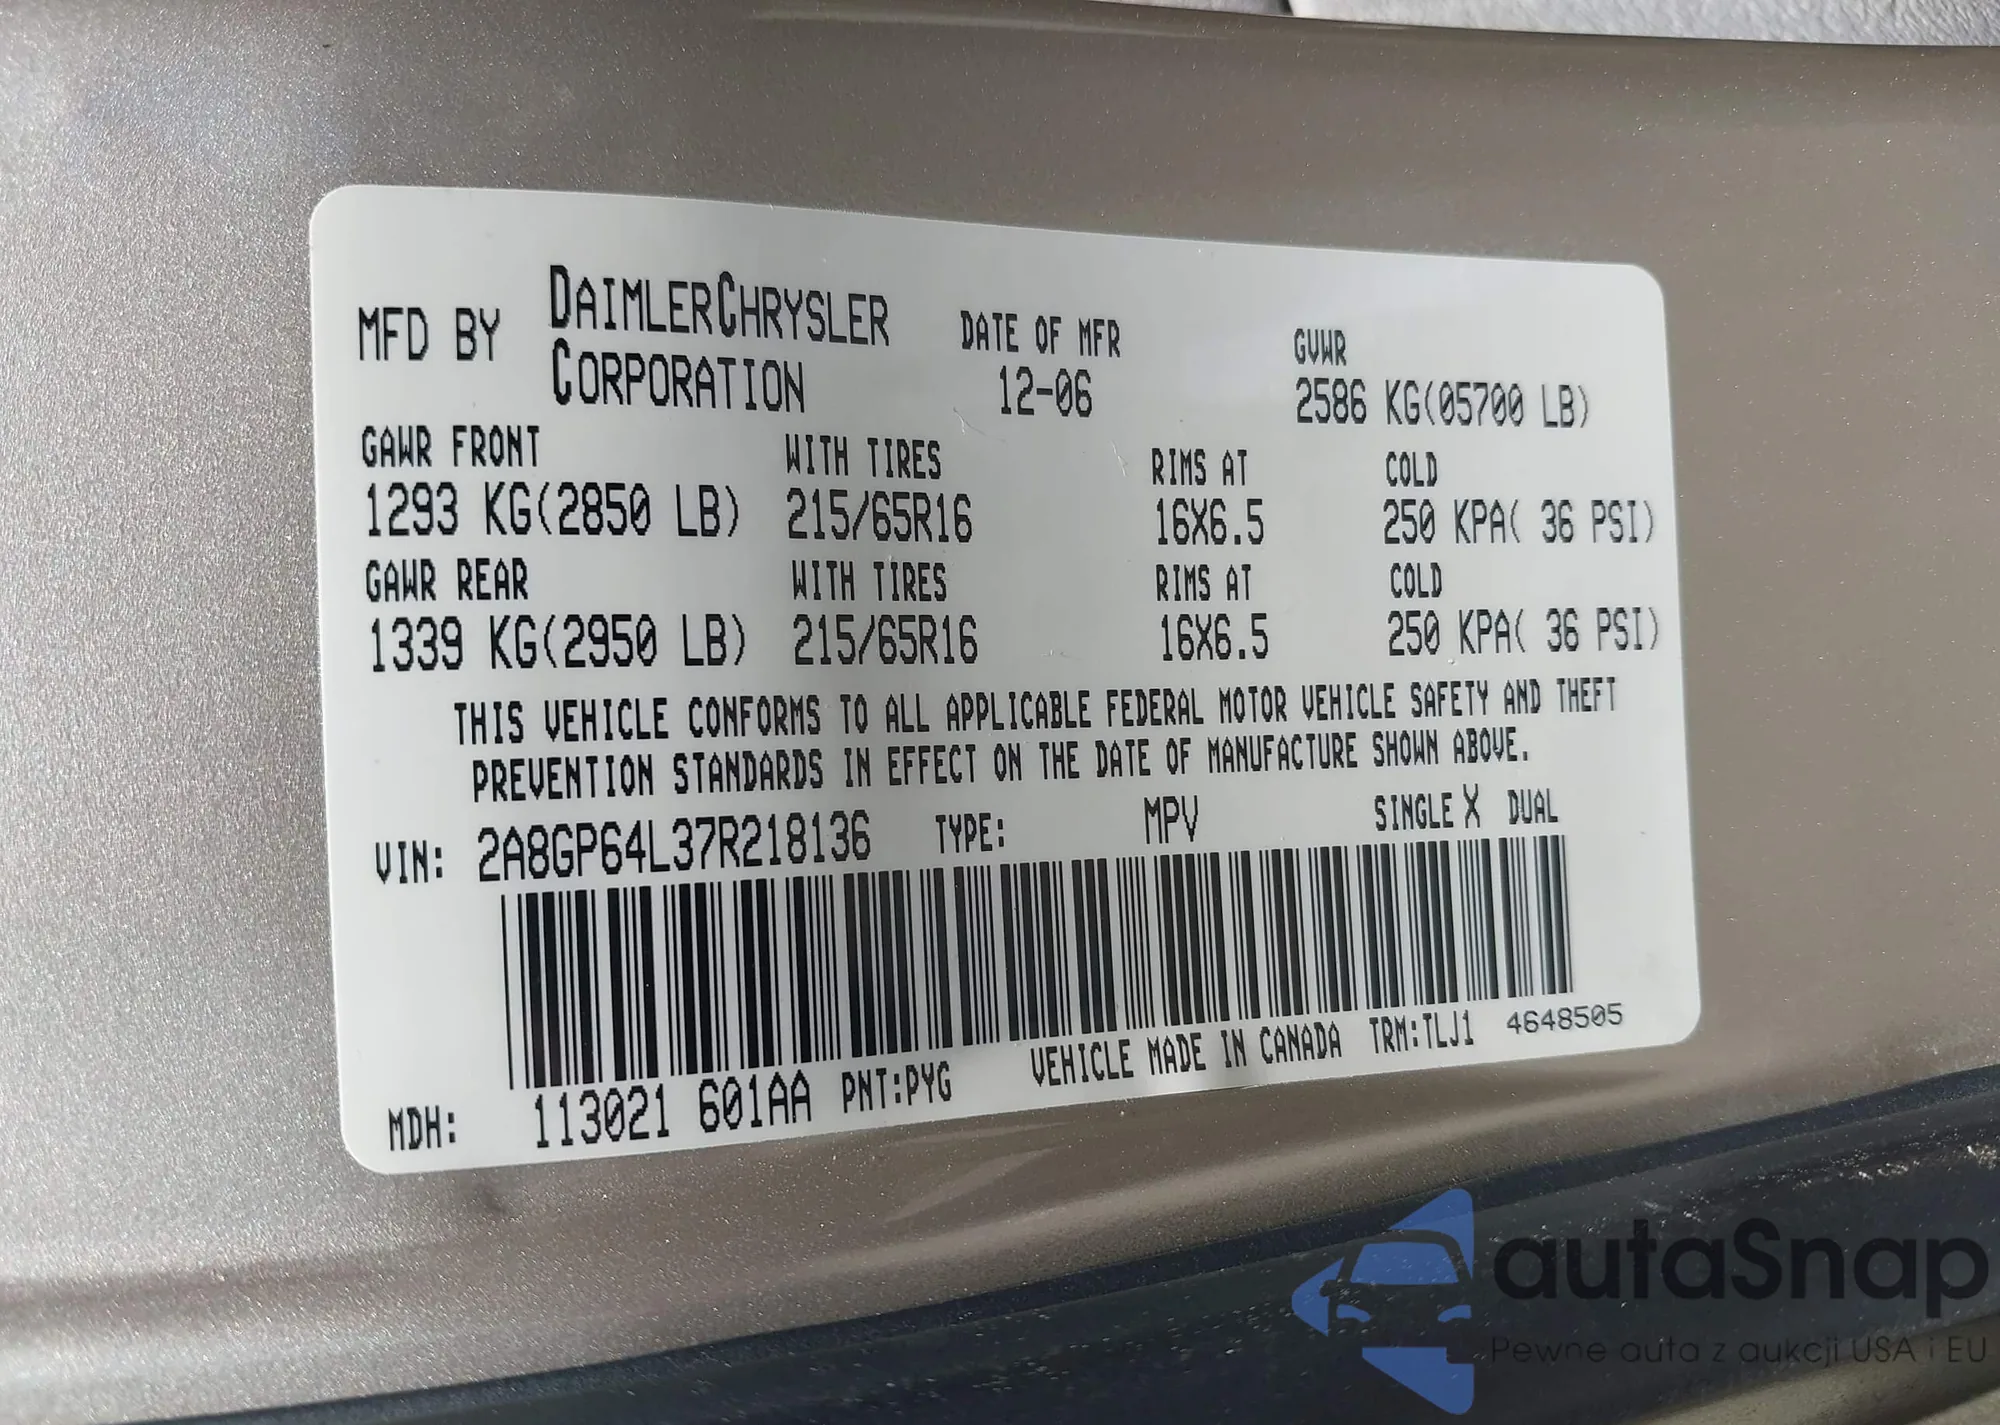 MFD BY DAIMLERCHRYSLER CORPORATION DATE OF MFR GVWR
12-06 2586 KG(05700 LB)
GAWR FRONT WITH TIRES RIMS AT COLD
1293 KG(2850 LB) 215/65R16 16X6.5 250 KPA( 36 PSI)
GAWR REAR WITH TIRES RIMS AT COLD
1339 KG(2950 LB) 215/65R16 16X6.5 250 KPA( 36 PSI)
THIS VEHICLE CONFORMS TO ALL APPLICABLE FEDERAL MOTOR VEHICLE SAFETY AND THEFT
PREVENTION STANDARDS IN EFFECT ON THE DATE OF MANUFACTURE SHOWN ABOVE.
VIN: 2A8GP64L37R218136 TYPE: MPV SINGLE X DUAL
MDH: 113021 601AA PNT:PYG VEHICLE MADE IN CANADA TRM:TLJ1 4648505
autaSnap
Pewne auta z aukcji USA i EU